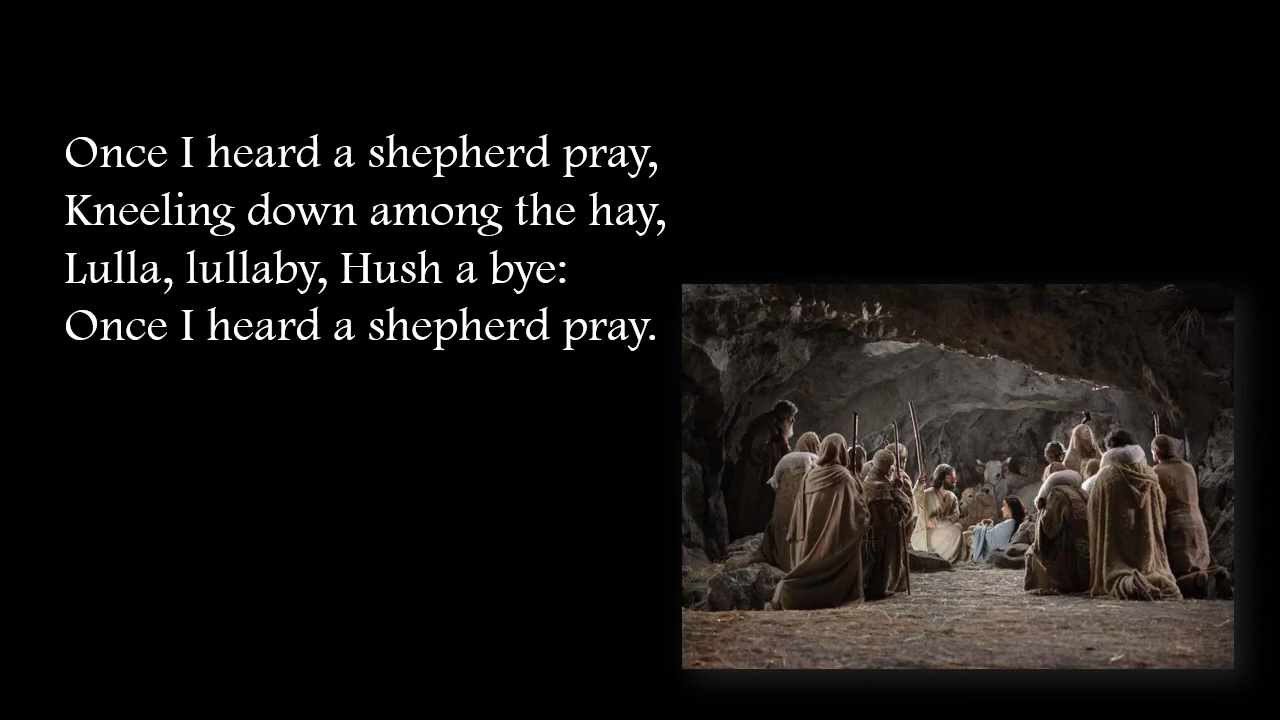 Once I heard a shepherd pray,
Kneeling down among the hay,
Lulla, lullaby, Hush a bye:
Once I heard a shepherd pray.